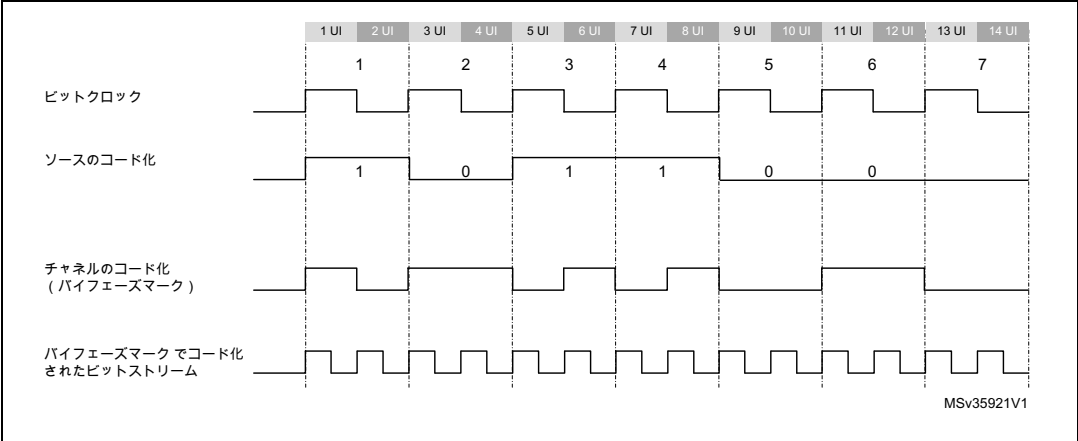 1 UI 2 UI 3 UI 4 UI 5 UI 6 UI 7 UI 8 UI 9 UI 10 UI 11 UI 12 UI 13 UI 14 UI
1 2 3 4 5 6 7
ビットクロック
ソースのコード化
1 0 1 1 0 0
チャネルのコード化
(バイフェーズマーク)
バイフェーズマーク でコード化
されたビットストリーム
MSv35921V1